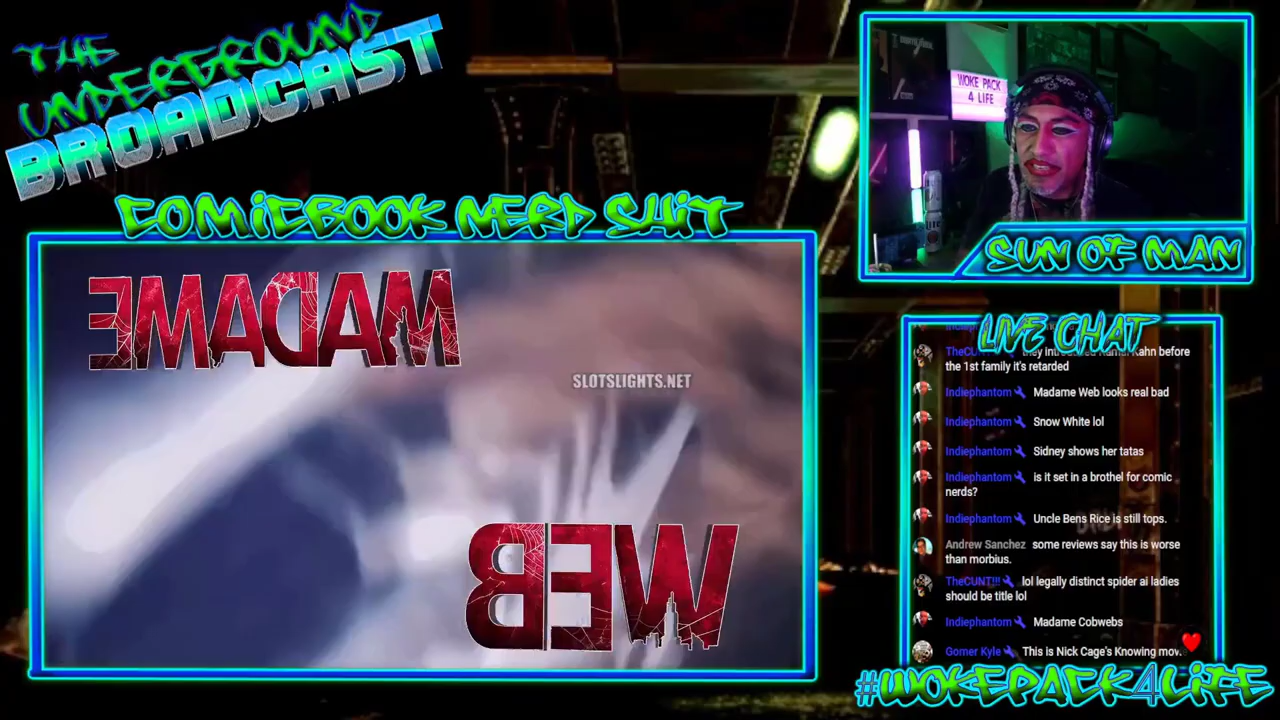 THE
UNDERGROUND
BROADCAST
COMICBOOK NERD SHIT
MADAME
SLOTSLIGHTS.NET
WEB
WOKE PACK
4 LIFE
SUN OF MAN
LIVE CHAT
Kahn before
the 1st family it's retarded
Indiephantom Madame Web looks real bad
Indiephantom Snow White lol
Indiephantom Sidney shows her tatas
Indiephantom is it set in a brothel for comic
nerds?
Indiephantom Uncle Bens Rice is still tops.
Andrew Sanchez some reviews say this is worse
than morbius.
TheCUNT!!! lol legally distinct spider ai ladies
should be title lol
Indiephantom Madame Cobwebs
Gomer Kyle This is Nick Cage's Knowing
#WOKEPACK4LIFE